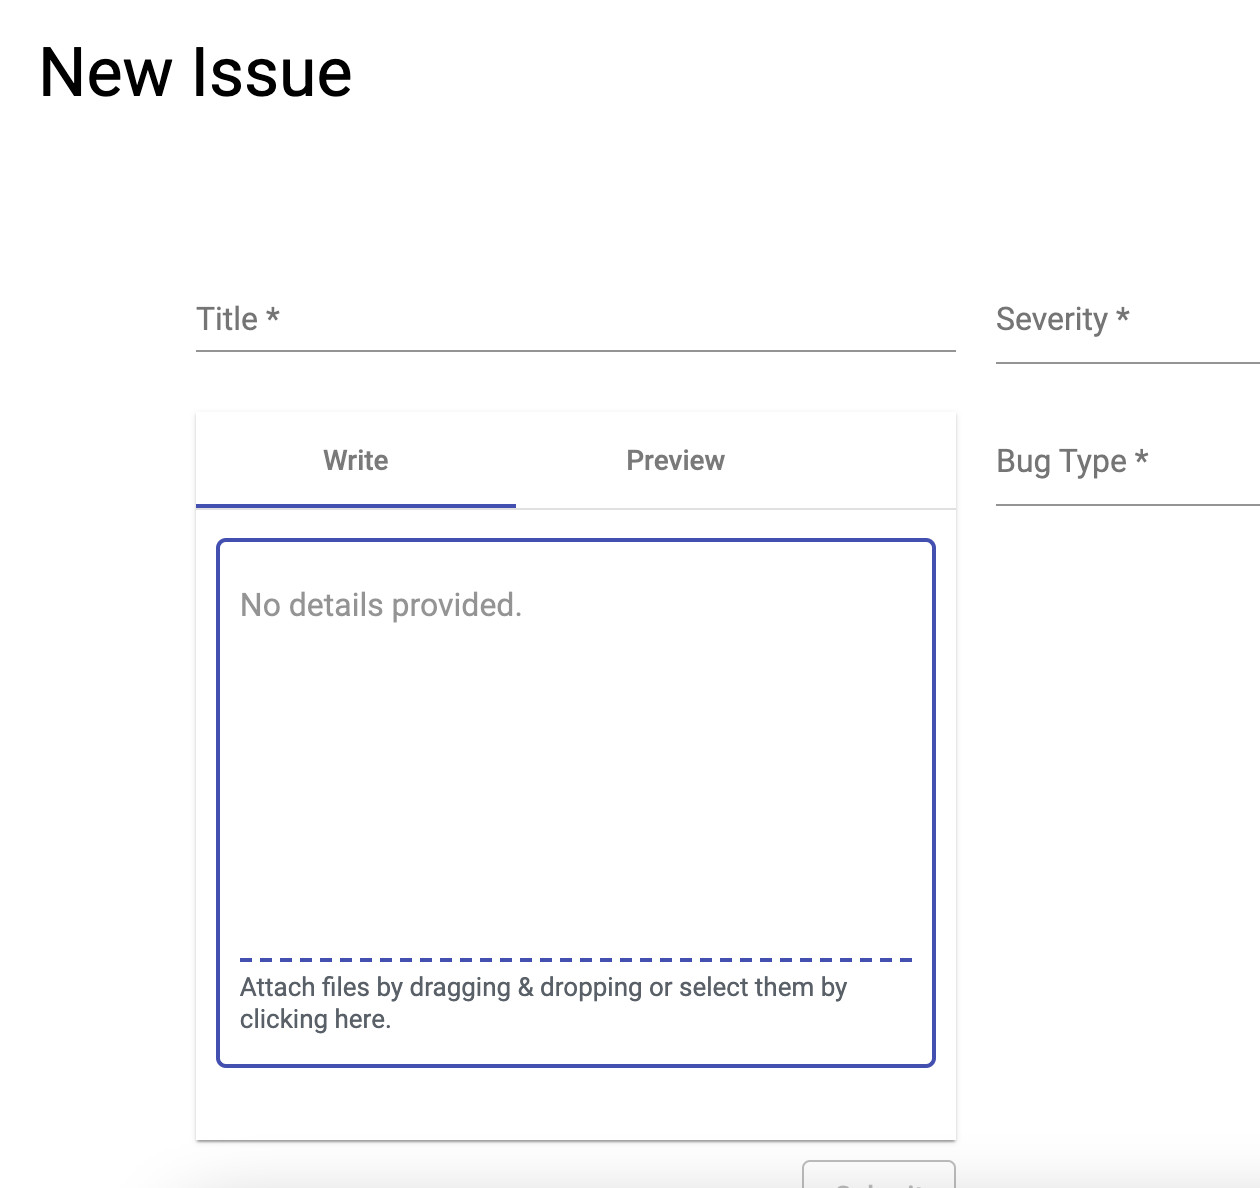 New Issue
Title *
Severity *
Write Preview
Bug Type *
No details provided.
Attach files by dragging & dropping or select them by
clicking here.